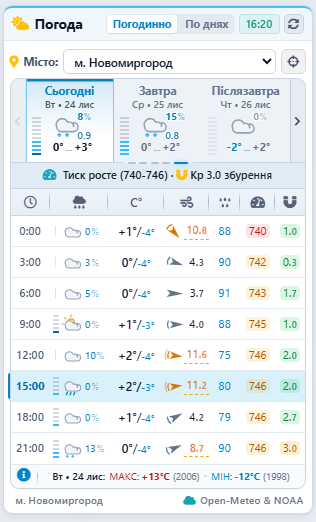 Погода Погодинно По днях 16:20
Місто: м. Новомиргород
Сьогодні Завтра Післязавтра
Вт • 24 лис Ср • 25 лис Чт • 26 лис
8% 15% 0%
0.9 0.8
0° ... +3° 0° ... +2° -2° ... +2°
Тиск росте (740-746) · Кр 3.0 збурення
C°
0:00 0% +1°/-4° 10.8 88 740 1.0
3:00 3% 0°/-4° 4.3 90 742 0.3
6:00 5% 0°/-4° 3.7 91 743 1.7
9:00 0% +1°/-3° 4.0 88 745 1.0
12:00 10% +2°/-4° 11.6 75 746 2.0
15:00 0% +2°/-3° 11.2 80 746 2.0
18:00 0% +1°/-4° 4.2 79 746 2.7
21:00 13% 0°/-4° 8.7 90 746 3.0
Вт • 24 лис: МАКС: +13°C (2006) - МІН: -12°C (1998)
м. Новомиргород Open-Meteo & NOAA